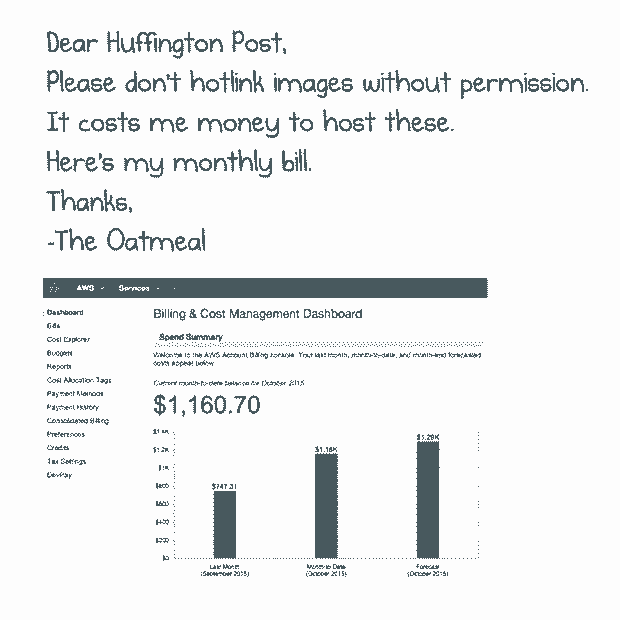 Dear Huffington Post,
Please don't hotlink images without permission.
It costs me money to host these.
Here's my monthly bill.
Thanks,
-The Oatmeal
AWS Services
Dashboard
Bills
Cost Explorer
Budgets
Reports
Cost Allocation Tags
Payment Methods
Payment History
Consolidated Billing
Preferences
Credits
Tax Settings
DevPay
Billing & Cost Management Dashboard
Spend Summary
Welcome to the AWS Account Billing console. Your last month, month-to-date, and month-end forecasted
costs appear below.
Current month-to-date balance for October 2015
$1,160.70
$1.4K
$1.2K
$1K
$800
$600
$400
$200
$0
$747.31
$1.16K
$1.29K
Last Month
(September 2015)
Month-to-Date
(October 2015)
Forecast
(October 2015)